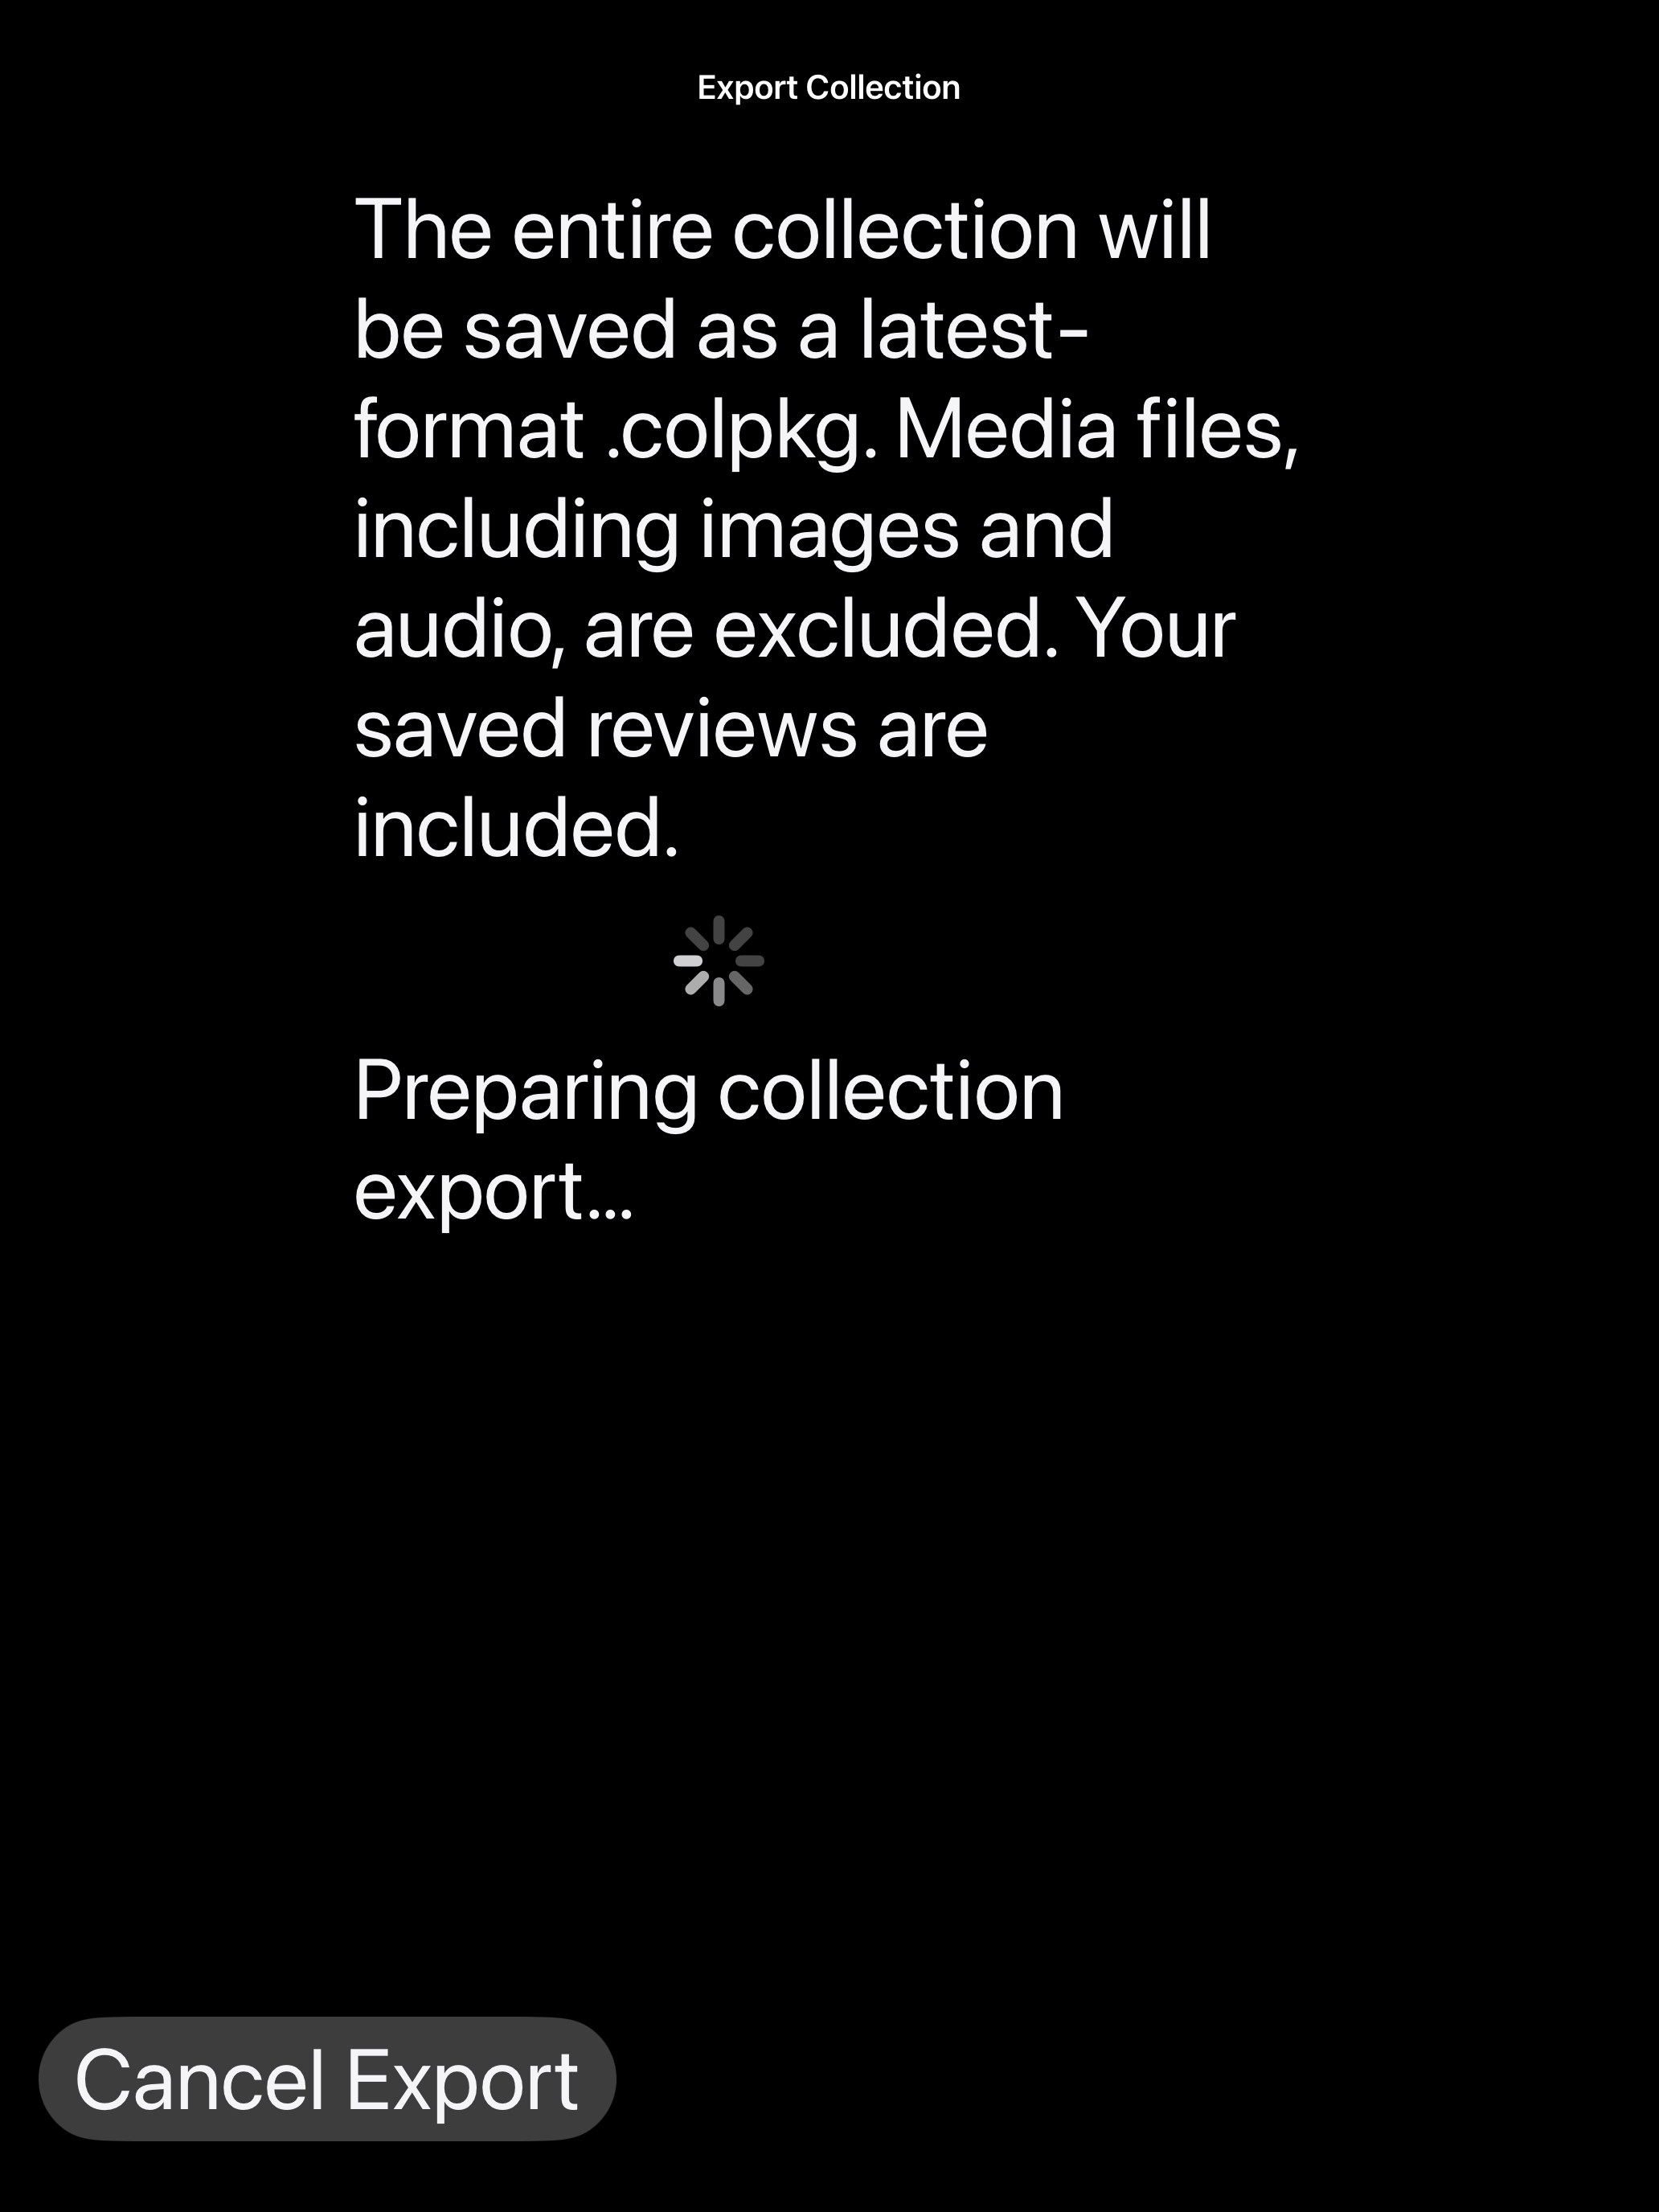 Export Collection
The entire collection will
be saved as a latest-
format .colpkg. Media files,
including images and
audio, are excluded. Your
saved reviews are
included.
Preparing collection
export...
Cancel Export